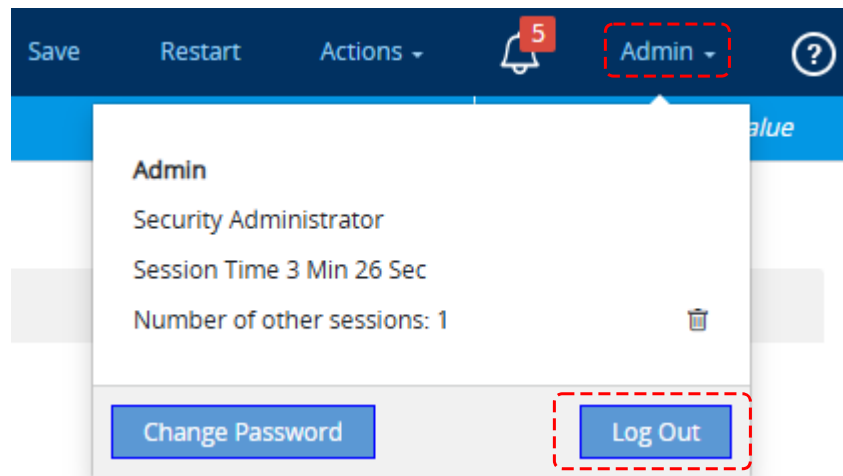 Save Restart Actions 5 Admin ?
alue
Admin
Security Administrator
Session Time 3 Min 26 Sec
Number of other sessions: 1
Change Password Log Out